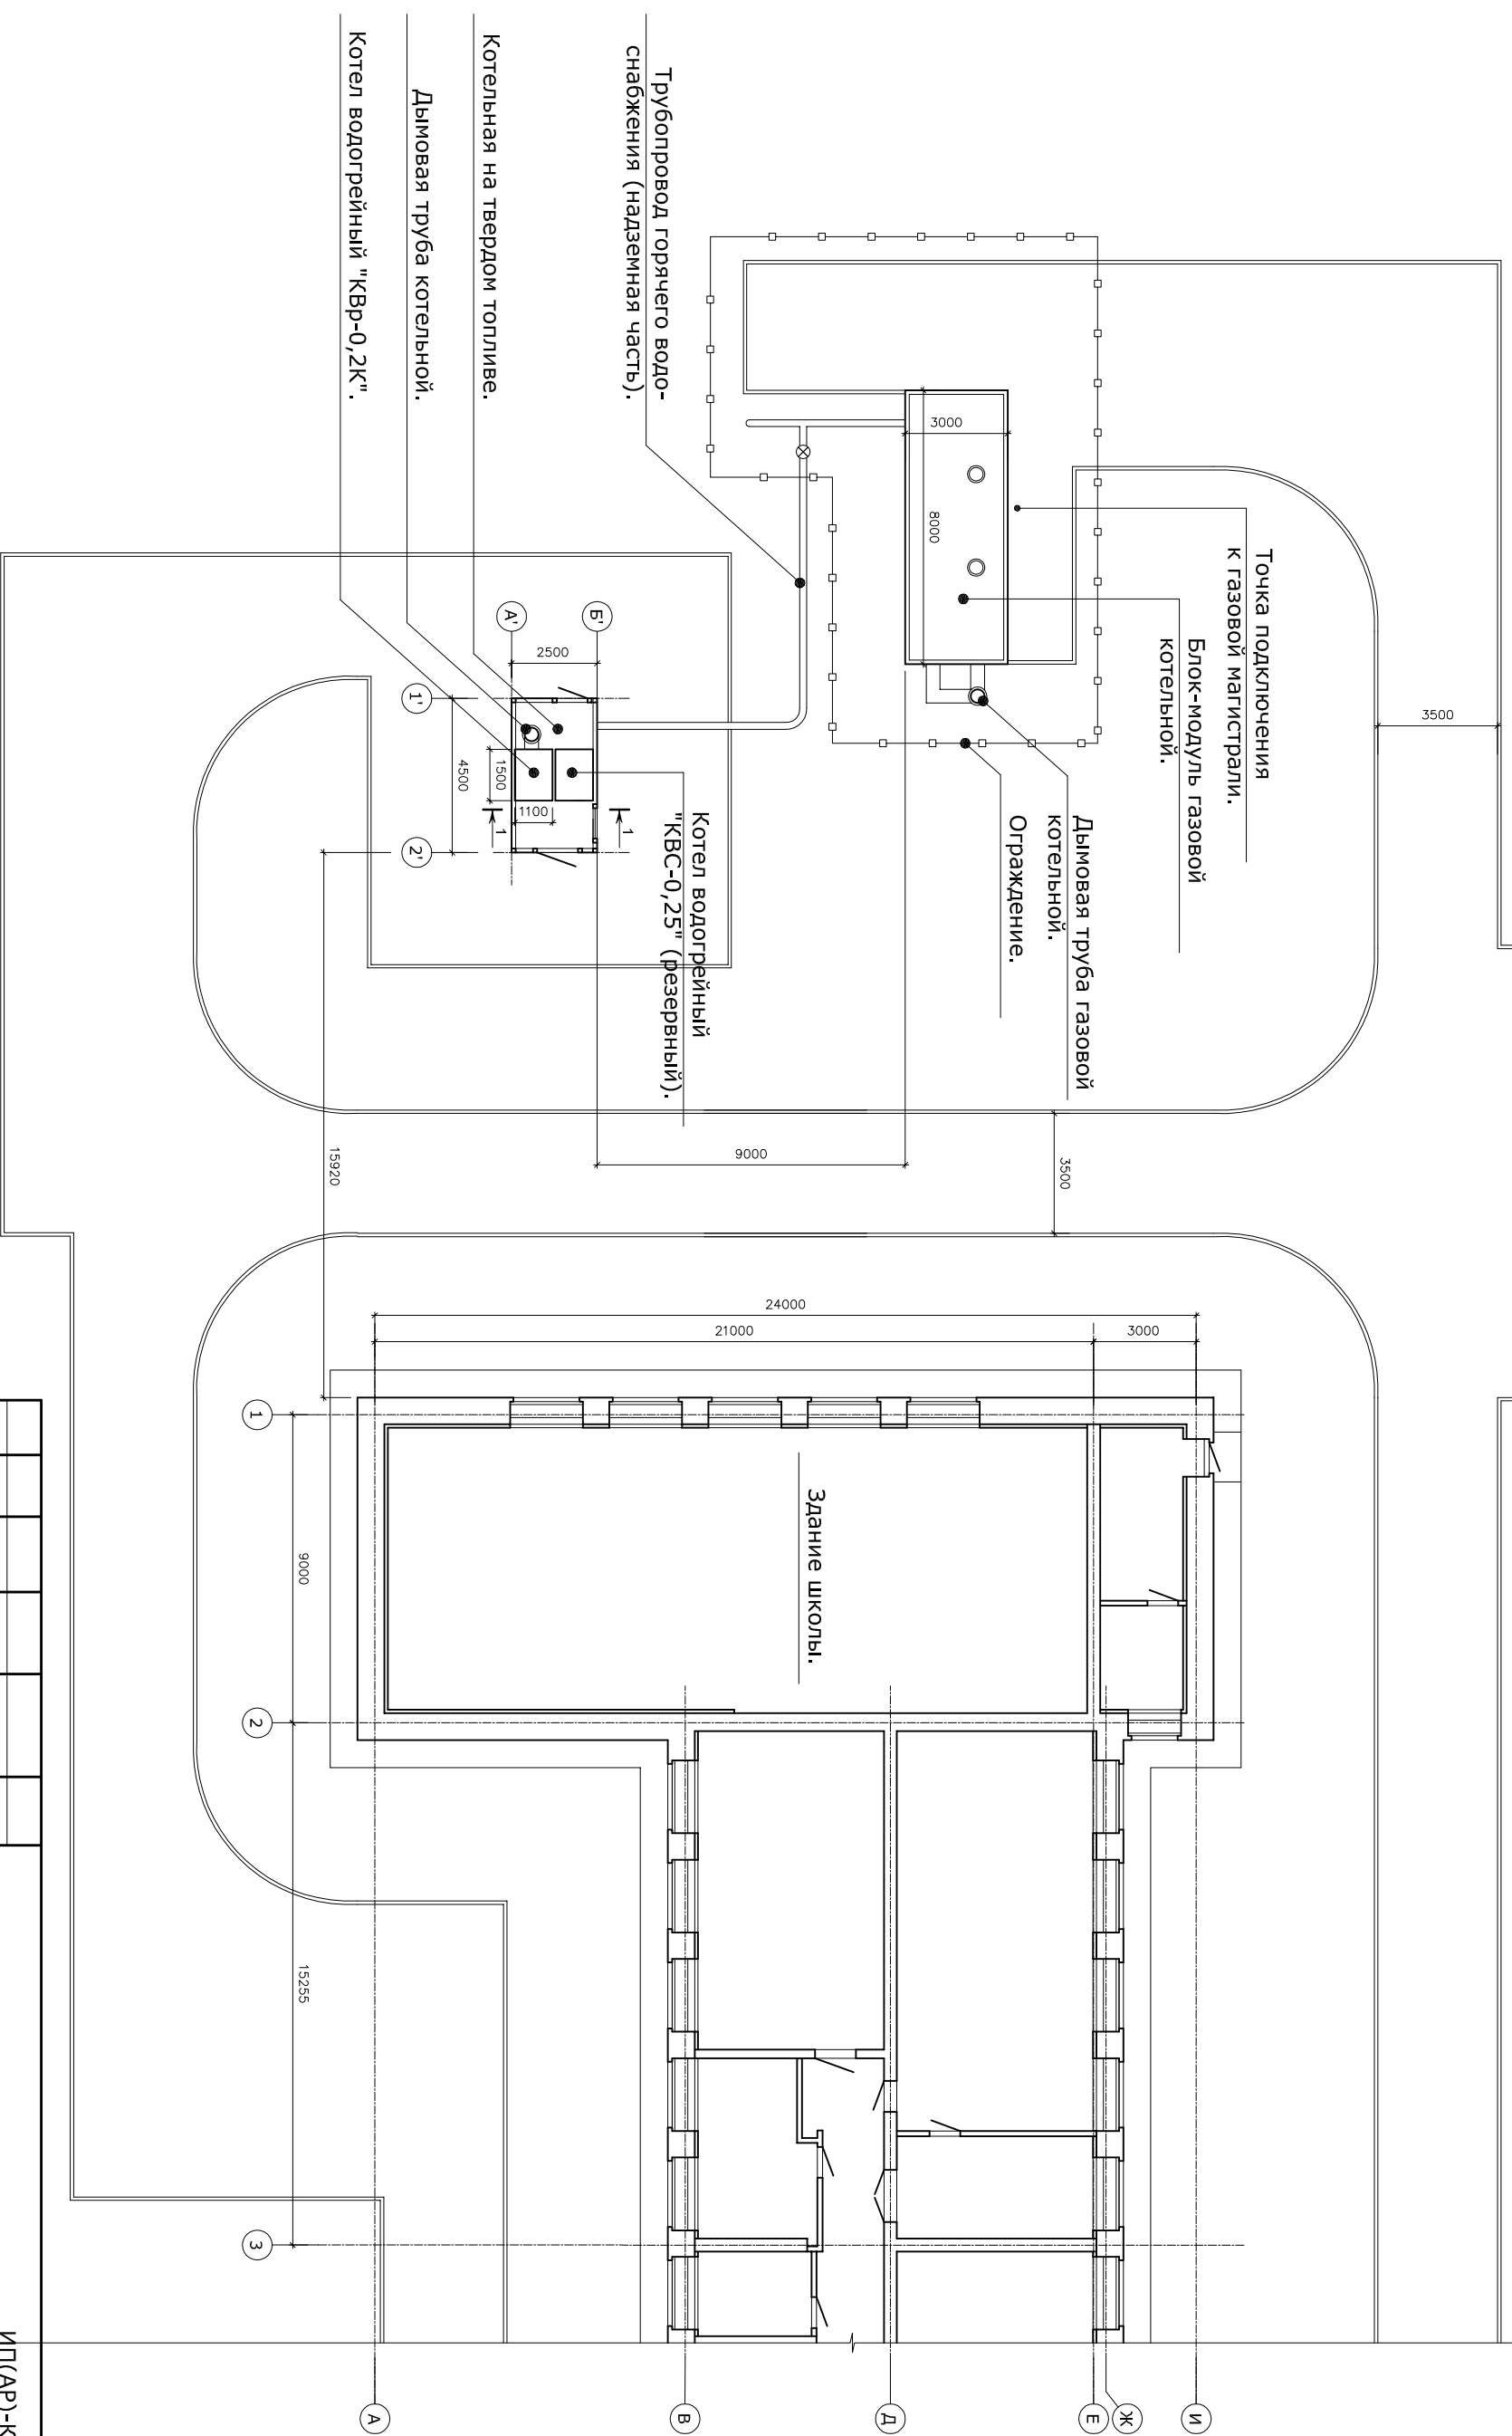 Точка подключения
к газовой магистрали.
Блок-модуль газовой
котельной.
Дымовая труба газовой
котельной.
Ограждение.
Трубопровод горячего водо-
снабжения (надземная часть).
Котельная на твердом топливе.
Дымовая труба котельной.
Котел водогрейный "КВр-0,2К".
Котел водогрейный
"КВС-0,25" (резервный).
Здание школы.
3000
8000
3500
2500
4500
1500
1100
1
1
А'
Б'
1'
2'
15920
9000
3500
24000
21000
3000
9000
15255
1
2
3
А
В
Д
Е
Ж
И